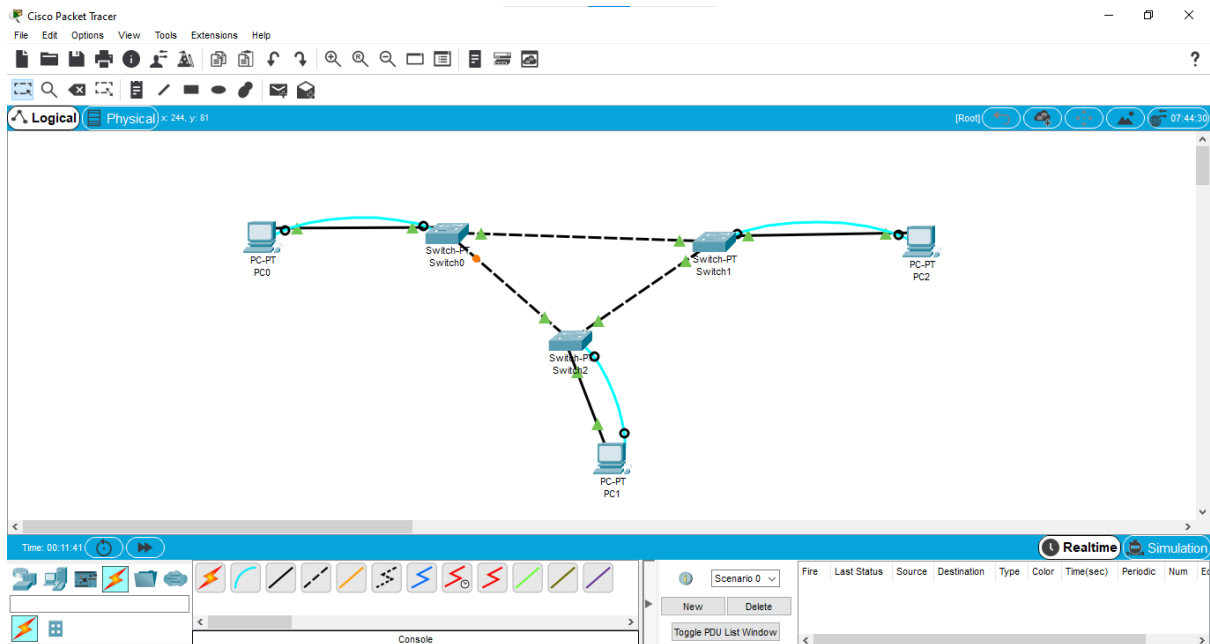 Cisco Packet Tracer
File Edit Options View Tools Extensions Help
?
Logical Physical x: 244, y: 81 [Root] 07:44:30
PC-PT
PC0
Switch-PT
Switch0
Switch-PT
Switch1
PC-PT
PC2
Switch-PT
Switch2
PC-PT
PC1
Time: 00:11:41 Realtime Simulation
Scenario 0
Fire Last Status Source Destination Type Color Time(sec) Periodic Num Ed
New Delete
Toggle PDU List Window
Console